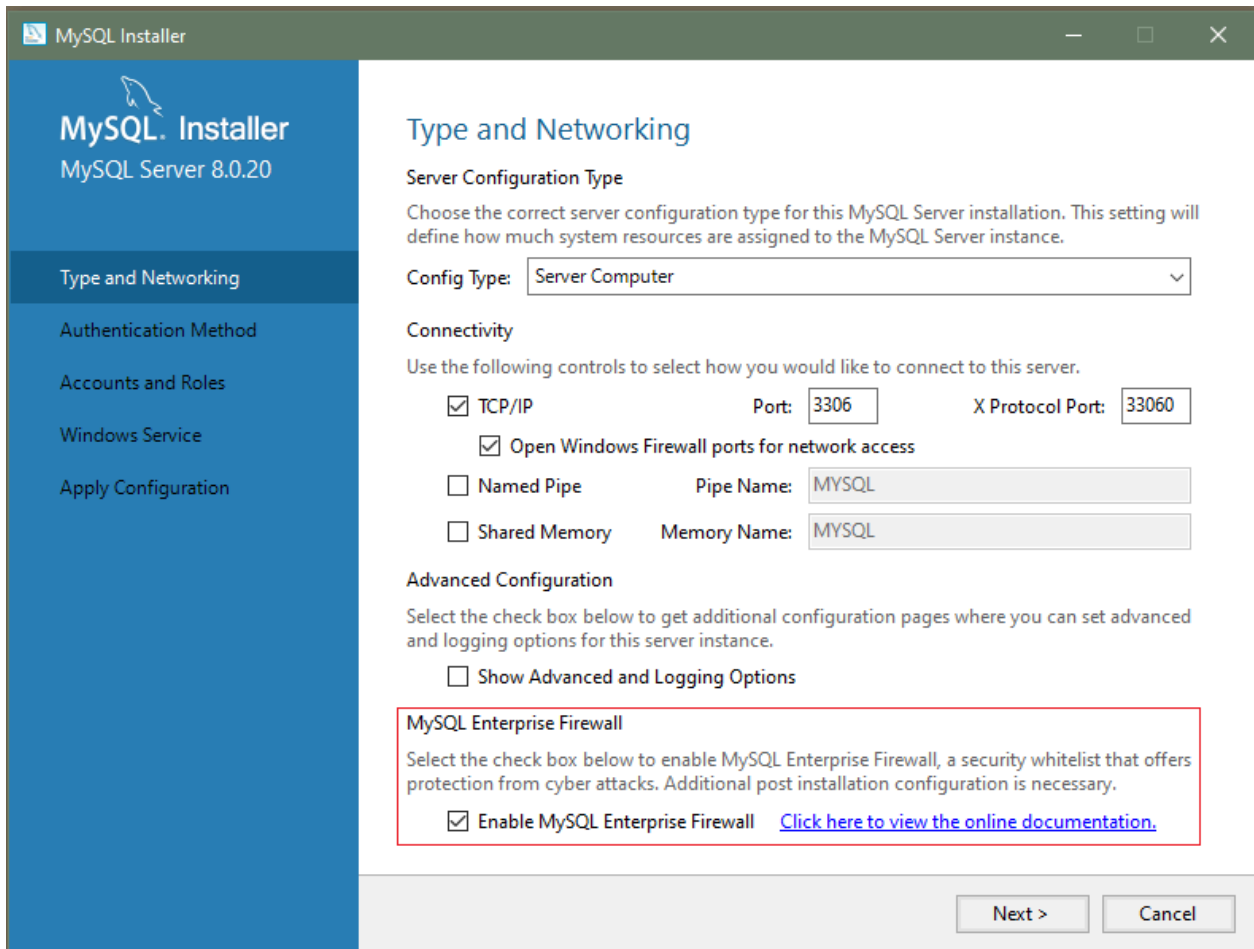 MySQL Installer
MySQL. Installer
MySQL Server 8.0.20
Type and Networking
Authentication Method
Accounts and Roles
Windows Service
Apply Configuration
Type and Networking
Server Configuration Type
Choose the correct server configuration type for this MySQL Server installation. This setting will
define how much system resources are assigned to the MySQL Server instance.
Config Type: Server Computer
Connectivity
Use the following controls to select how you would like to connect to this server.
TCP/IP Port: 3306 X Protocol Port: 33060
Open Windows Firewall ports for network access
Named Pipe Pipe Name: MYSQL
Shared Memory Memory Name: MYSQL
Advanced Configuration
Select the check box below to get additional configuration pages where you can set advanced
and logging options for this server instance.
Show Advanced and Logging Options
MySQL Enterprise Firewall
Select the check box below to enable MySQL Enterprise Firewall, a security whitelist that offers
protection from cyber attacks. Additional post installation configuration is necessary.
Enable MySQL Enterprise Firewall Click here to view the online documentation.
Next > Cancel